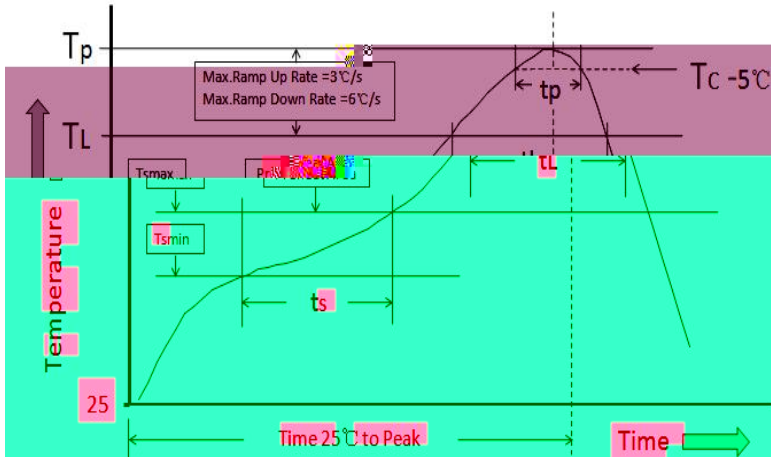 Tp
Max.Ramp Up Rate =3℃/s
Max.Ramp Down Rate =6℃/s
tp
TC -5℃
TL
tL
Tsmax
Tsmin
ts
Temperature
25
Time 25℃ to Peak
Time